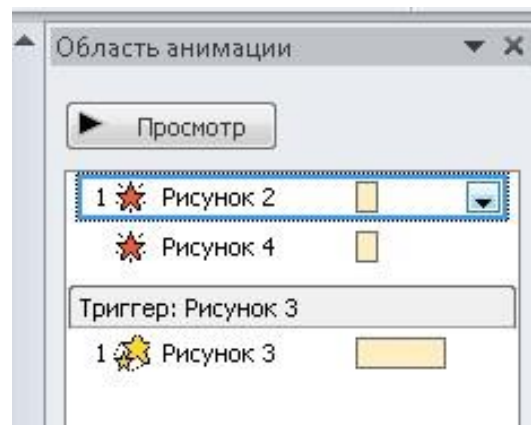 Область анимации
Просмотр
1 Рисунок 2
Рисунок 4
Триггер: Рисунок 3
1 Рисунок 3